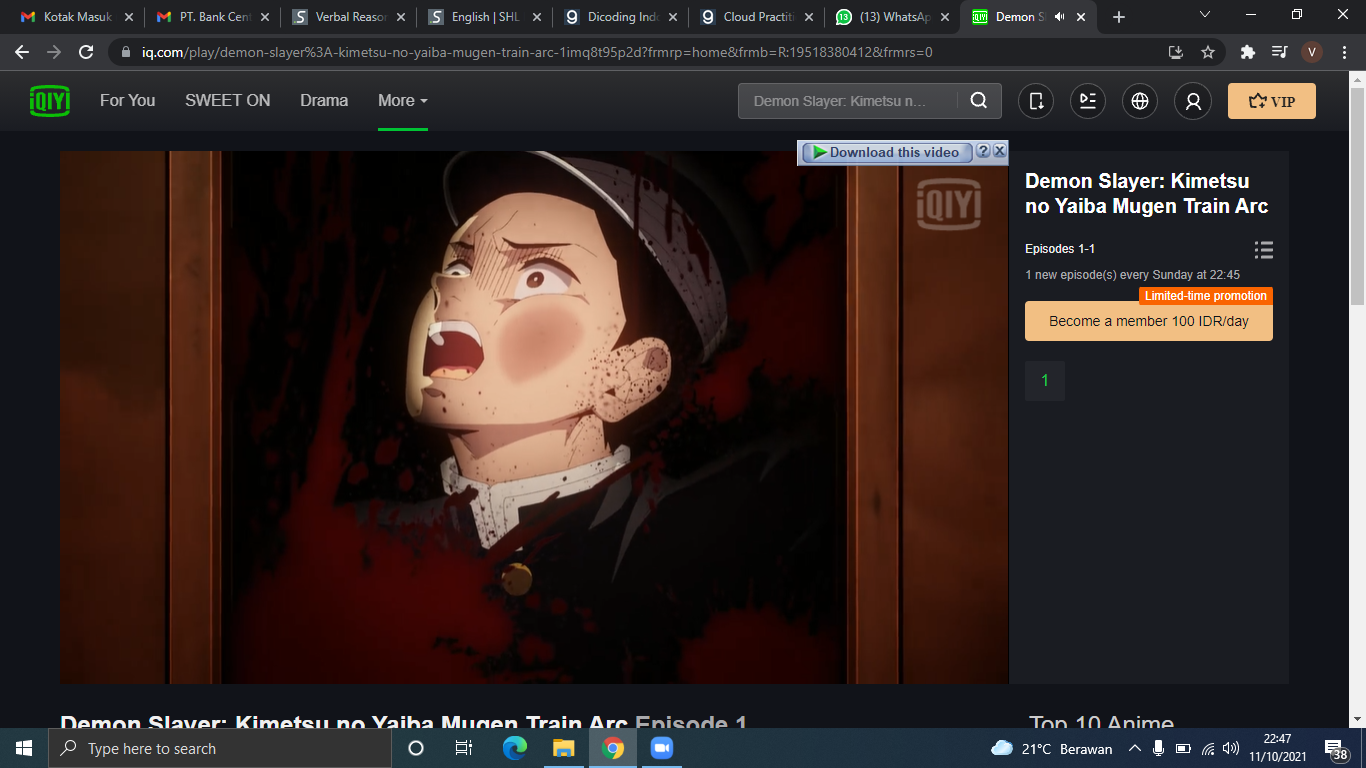 Kotak Masuk
PT. Bank Cent
Verbal Reason
English | SHL
Dicoding Indo
Cloud Practiti
(13) WhatsAp
Demon S
iq.com/play/demon-slayer%3A-kimetsu-no-yaiba-mugen-train-arc-1imq8t95p2d?frmrp=home&frmb=R:19518380412&frmrs=0
V
iQIYI
For You
SWEET ON
Drama
More
Demon Slayer: Kimetsu n...
VIP
Download this video
?
iQIYI
Demon Slayer: Kimetsu
no Yaiba Mugen Train Arc
Episodes 1-1
1 new episode(s) every Sunday at 22:45
Limited-time promotion
Become a member 100 IDR/day
1
Demon Slayer: Kimetsu no Yaiba Mugen Train Arc Episode 1
Top 10 Anime
Type here to search
21°C Berawan
22:47
11/10/2021
38